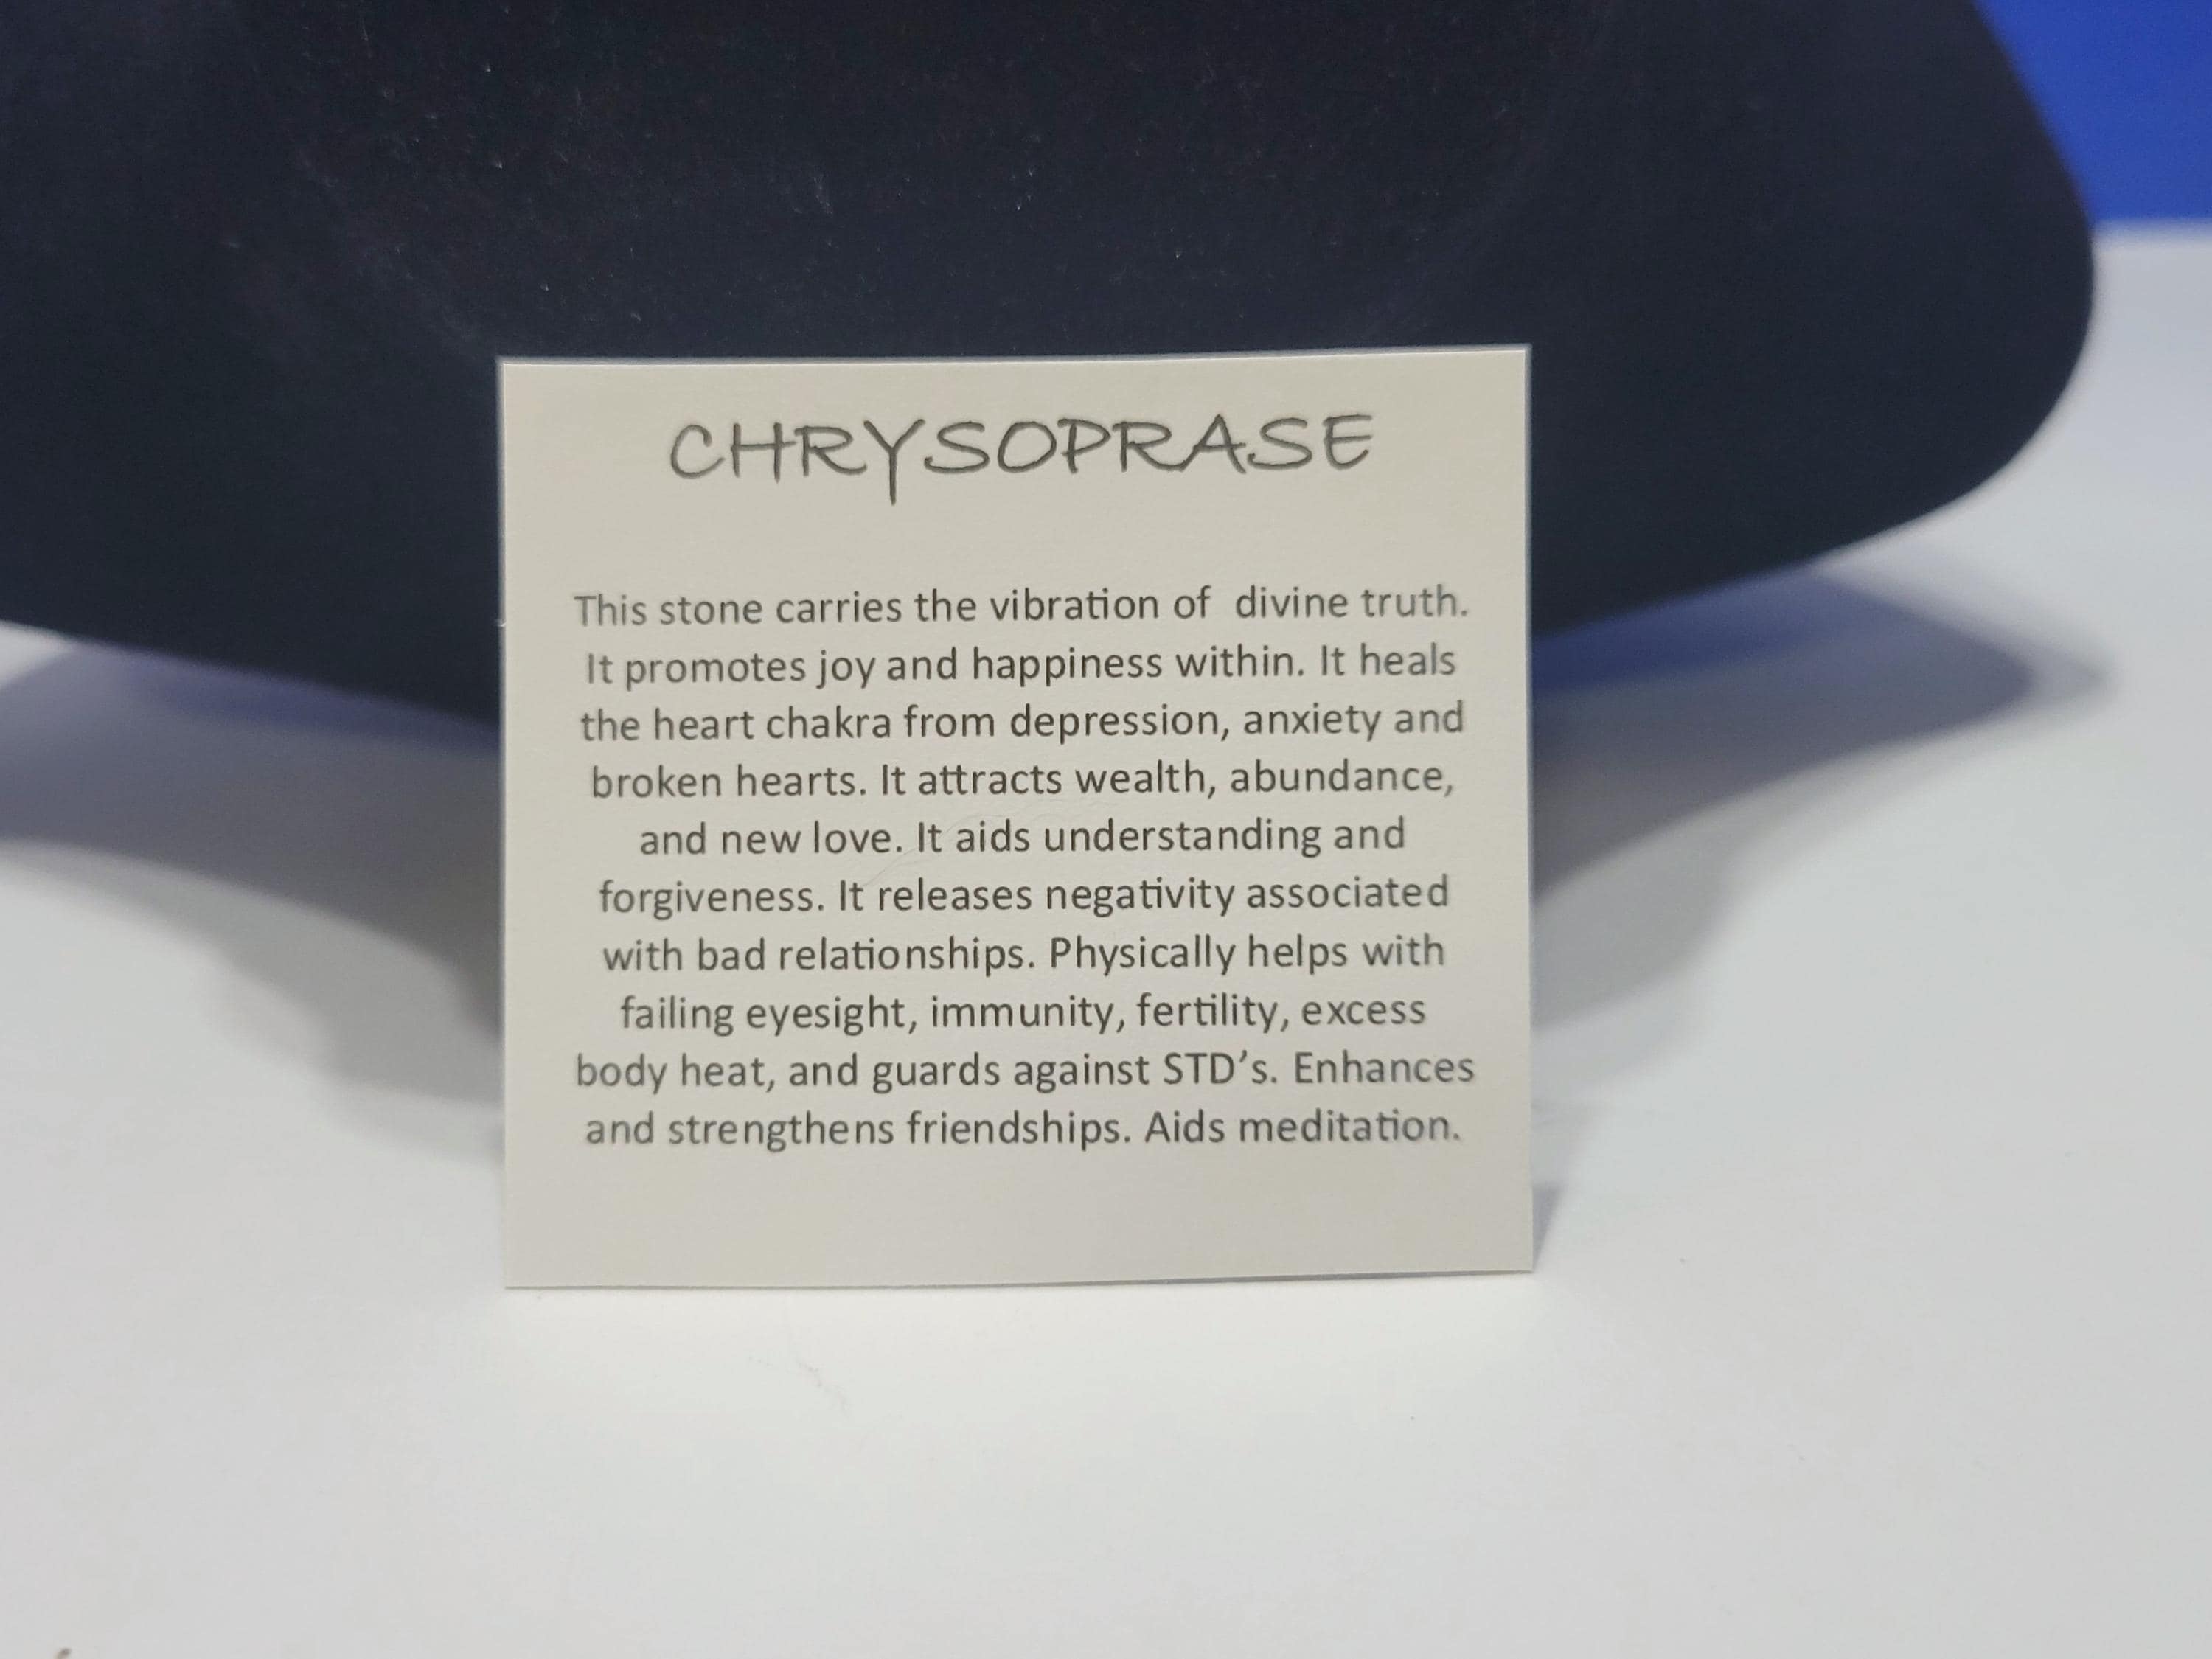 CHRYSOPRASE
This stone carries the vibration of divine truth.
It promotes joy and happiness within. It heals
the heart chakra from depression, anxiety and
broken hearts. It attracts wealth, abundance,
and new love. It aids understanding and
forgiveness. It releases negativity associated
with bad relationships. Physically helps with
failing eyesight, immunity, fertility, excess
body heat, and guards against STD’s. Enhances
and strengthens friendships. Aids meditation.